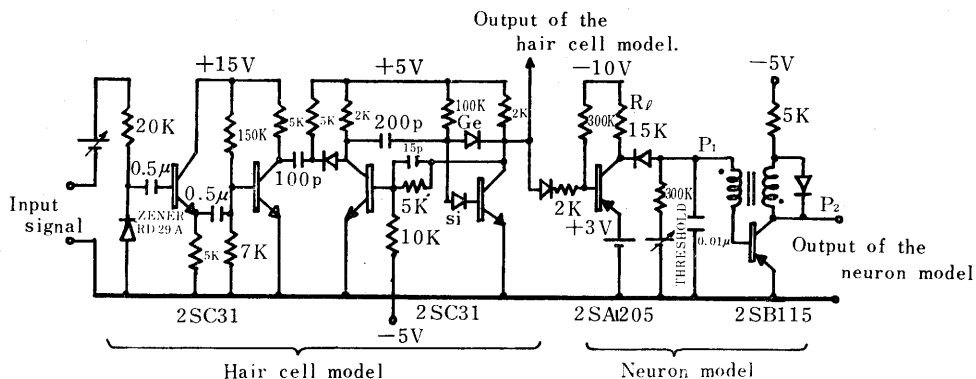 Output of the
hair cell model.
+15V
+5V
-10V
-5V
20K
150K
5K
5K
2K
200p
100K
Ge
2K
300K
Rℓ
15K
5K
0.5μ
0.5μ
100p
15p
5K
si
2K
+3V
300K
THRESHOLD
0.01μ
P₁
P₂
Input
signal
ZENER
RD29A
5K
7K
10K
Output of the
neuron model
2SC31
2SC31
-5V
2SA1205
2SB115
Hair cell model
Neuron model